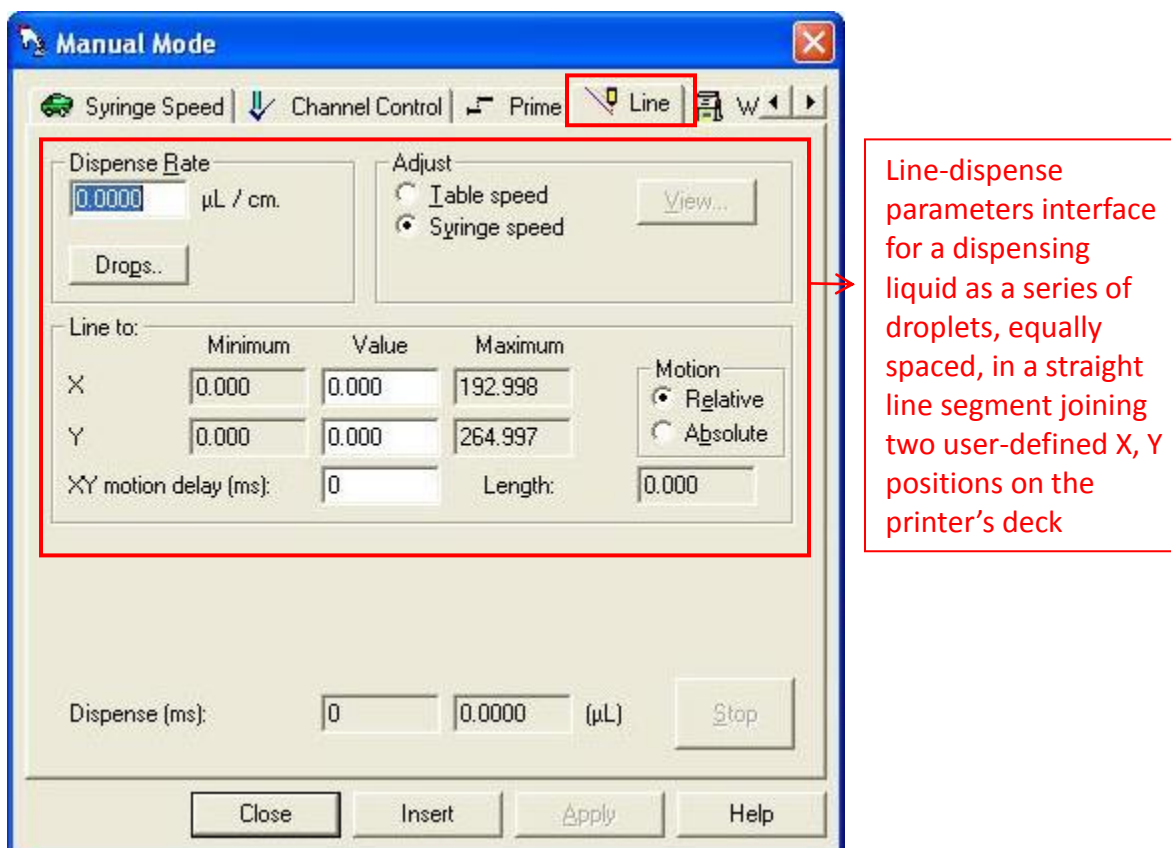 Manual Mode
Syringe Speed Channel Control Prime Line W
Dispense Rate
0.0000 µL / cm.
Drops..
Adjust
Table speed
Syringe speed
View...
Line to:
Minimum Value Maximum
X 0.000 0.000 192.998
Y 0.000 0.000 264.997
XY motion delay (ms): 0 Length: 0.000
Motion
Relative
Absolute
Dispense (ms): 0 0.0000 (µL) Stop
Close Insert Apply Help
Line-dispense
parameters interface
for a dispensing
liquid as a series of
droplets, equally
spaced, in a straight
line segment joining
two user-defined X, Y
positions on the
printer’s deck